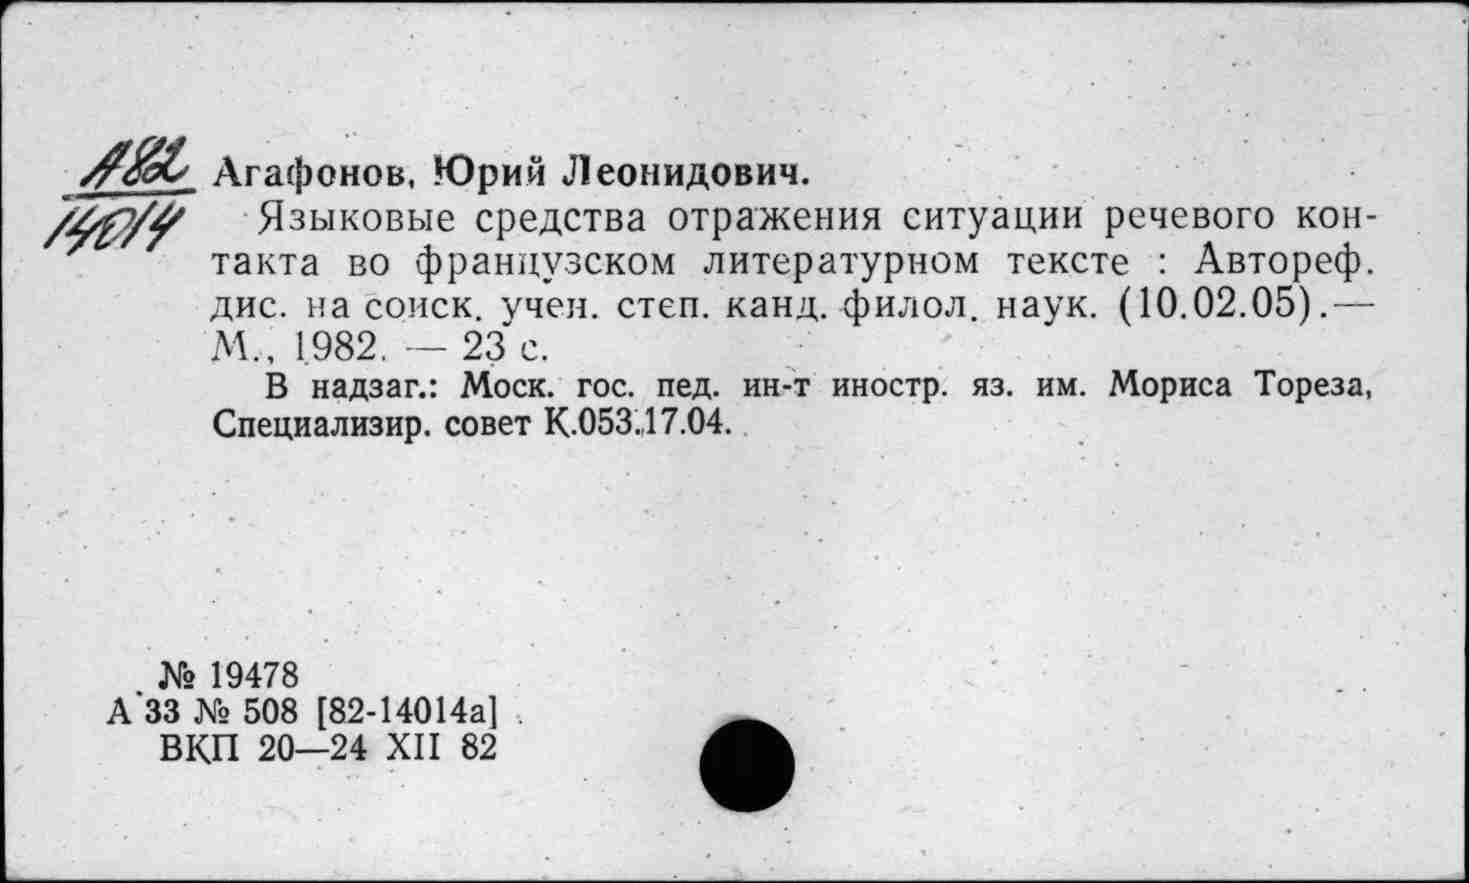 А82 Агафонов, Юрий Леонидович.
14014 Языковые средства отражения ситуации речевого кон-
такта во французском литературном тексте : Автореф.
дис. на соиск. учен. степ. канд. филол. наук. (10.02.05).—
М., 1982. — 23 с.
В надзаг.: Моск. гос. пед. ин-т иностр. яз. им. Мориса Тореза,
Специализир. совет К.053.17.04.
№ 19478
А 33 № 508 [82-14014а]
ВКП 20—24 XII 82